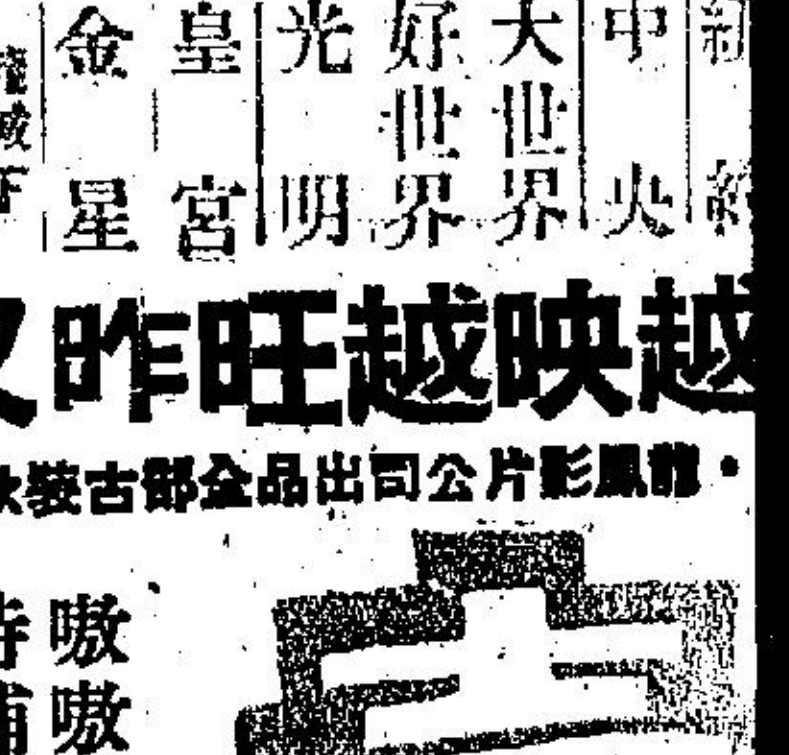 中央
大世界
好世界
光明
皇宮
金星
越映越旺昨又
・龍鳳影片公司出品全部古裝
嗷嗷